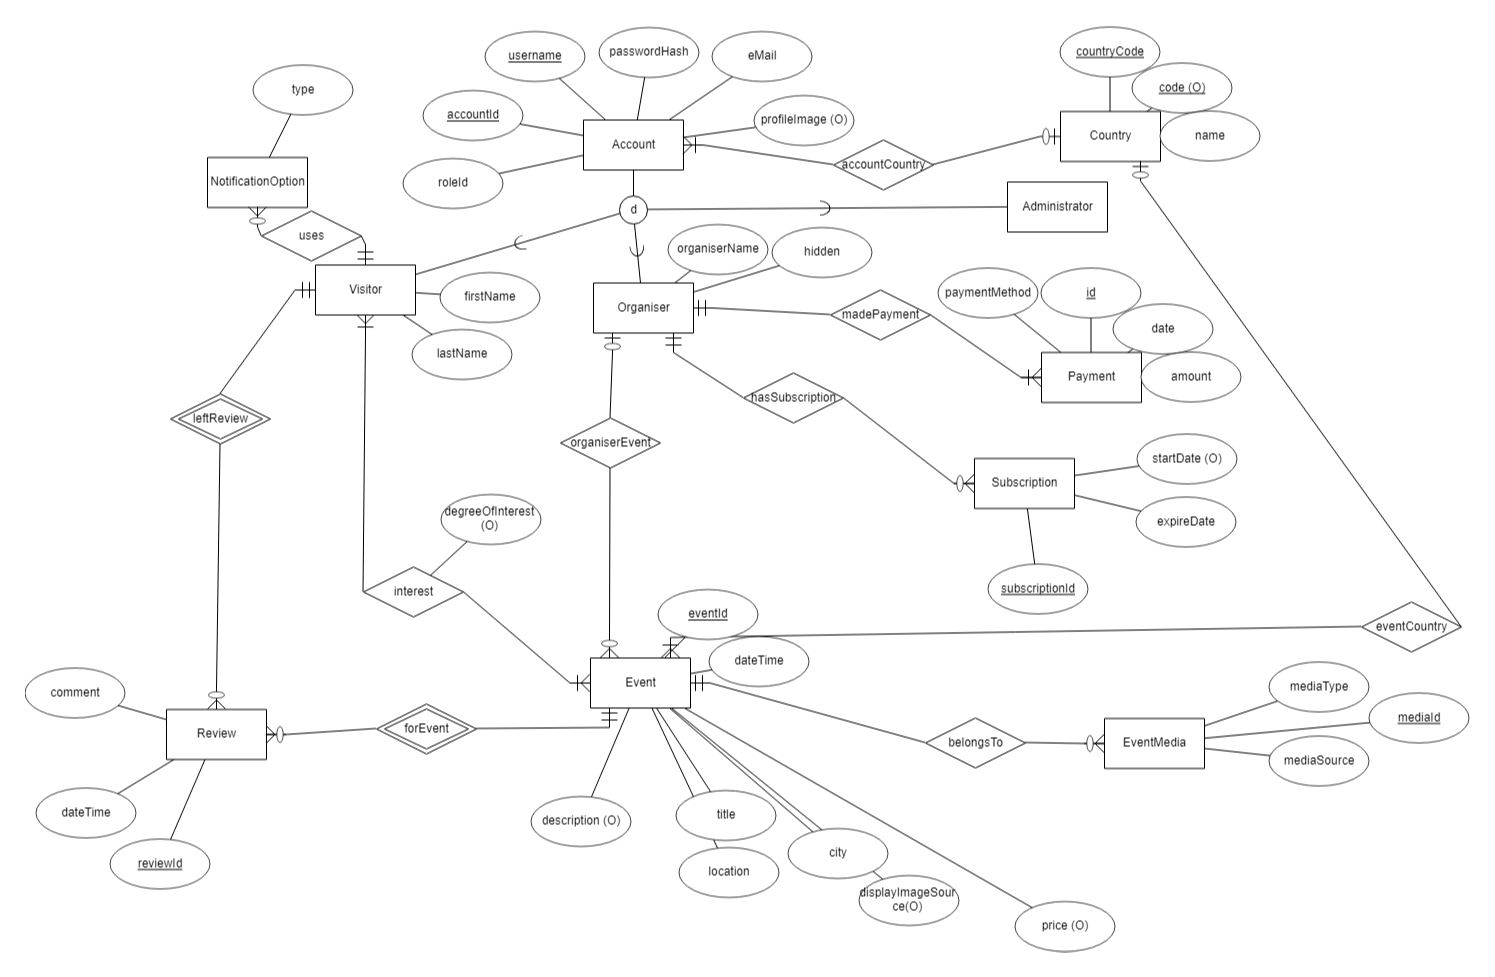 username
passwordHash
eMail
countryCode
type
code (O)
accountId
profileImage (O)
Country
name
Account
accountCountry
NotificationOption
roleId
Administrator
d
uses
organiserName
hidden
Visitor
firstName
Organiser
paymentMethod
id
madePayment
date
lastName
Payment
amount
hasSubscription
leftReview
organiserEvent
startDate (O)
Subscription
degreeOfInterest
(O)
expireDate
interest
subscriptionId
eventId
eventCountry
dateTime
Event
comment
mediaType
mediaId
Review
forEvent
belongsTo
EventMedia
mediaSource
dateTime
description (O)
title
reviewId
location
city
displayImageSour
ce(O)
price (O)